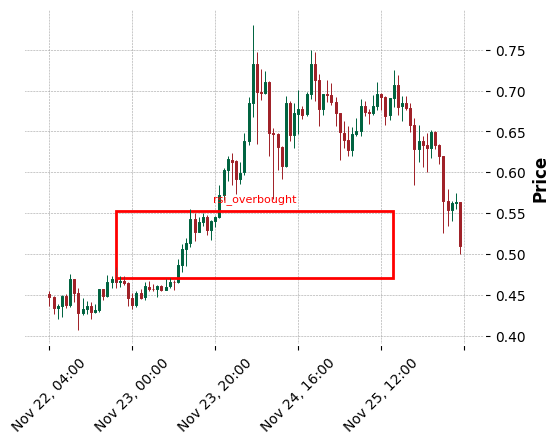 0.75
0.70
0.65
0.60
0.55
0.50
0.45
0.40
Price
rsi_overbought
Nov 22, 04:00
Nov 23, 00:00
Nov 23, 20:00
Nov 24, 16:00
Nov 25, 12:00